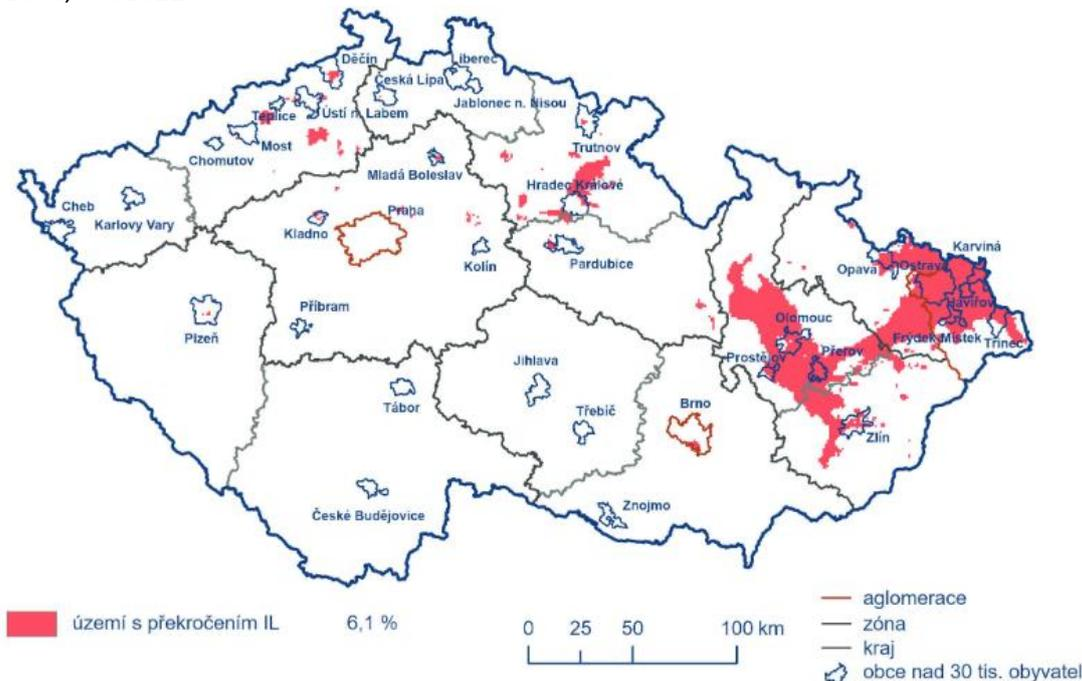 Děčín
Liberec
Česká Lípa
Jablonec n. Nisou
Teplice
Ústí n. Labem
Most
Chomutov
Trutnov
Mladá Boleslav
Hradec Králové
Cheb
Karlovy Vary
Praha
Kladno
Kolín
Pardubice
Karviná
Opava
Ostrava
Havířov
Příbram
Plzeň
Olomouc
Frýdek-Místek
Třinec
Prostějov
Přerov
Jihlava
Tábor
Třebíč
Brno
Zlín
České Budějovice
Znojmo
území s překročením IL 6,1 %
0 25 50 100 km
aglomerace
zóna
kraj
obce nad 30 tis. obyvatel